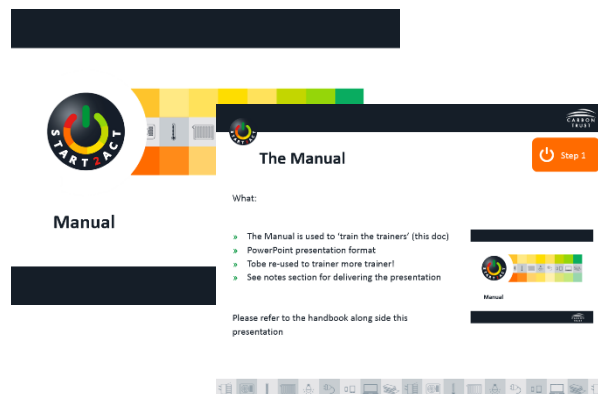 START2ACT
Manual
CARBON
TRUST
START2ACT
The Manual
Step 1
What:
» The Manual is used to 'train the trainers' (this doc)
» PowerPoint presentation format
» Tobe re-used to trainer more trainer!
» See notes section for delivering the presentation
Manual
Please refer to the handbook along side this
presentation